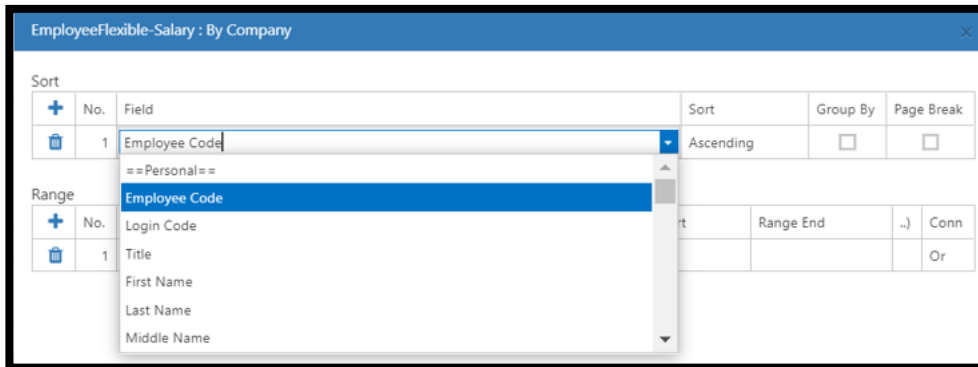 EmployeeFlexible-Salary : By Company
Sort
No. Field Sort Group By Page Break
1 Employee Code Ascending
==Personal==
Range
Employee Code
No. rt Range End ..) Conn
Login Code
1 Title Or
First Name
Last Name
Middle Name